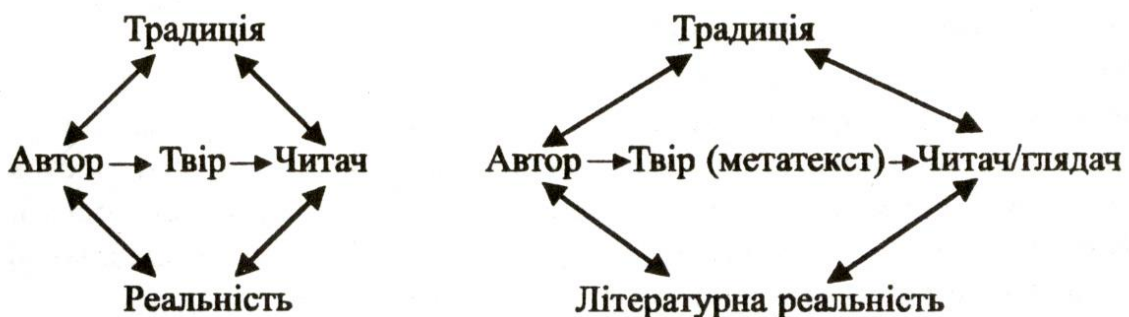 Традиція Традиція
Автор Твір Читач Автор Твір (метатекст) Читач/глядач
Реальність Літературна реальність